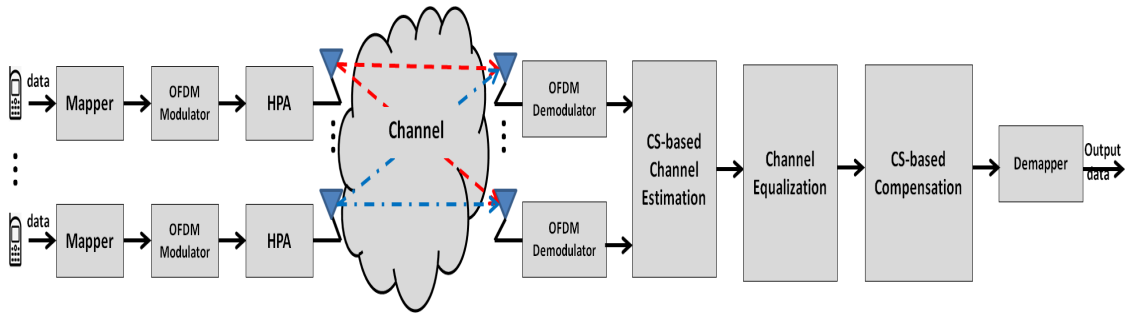 data
Mapper
OFDM
Modulator
HPA
Channel
OFDM
Demodulator
CS-based
Channel
Estimation
Channel
Equalization
CS-based
Compensation
Demapper
Output
data
data
Mapper
OFDM
Modulator
HPA
OFDM
Demodulator